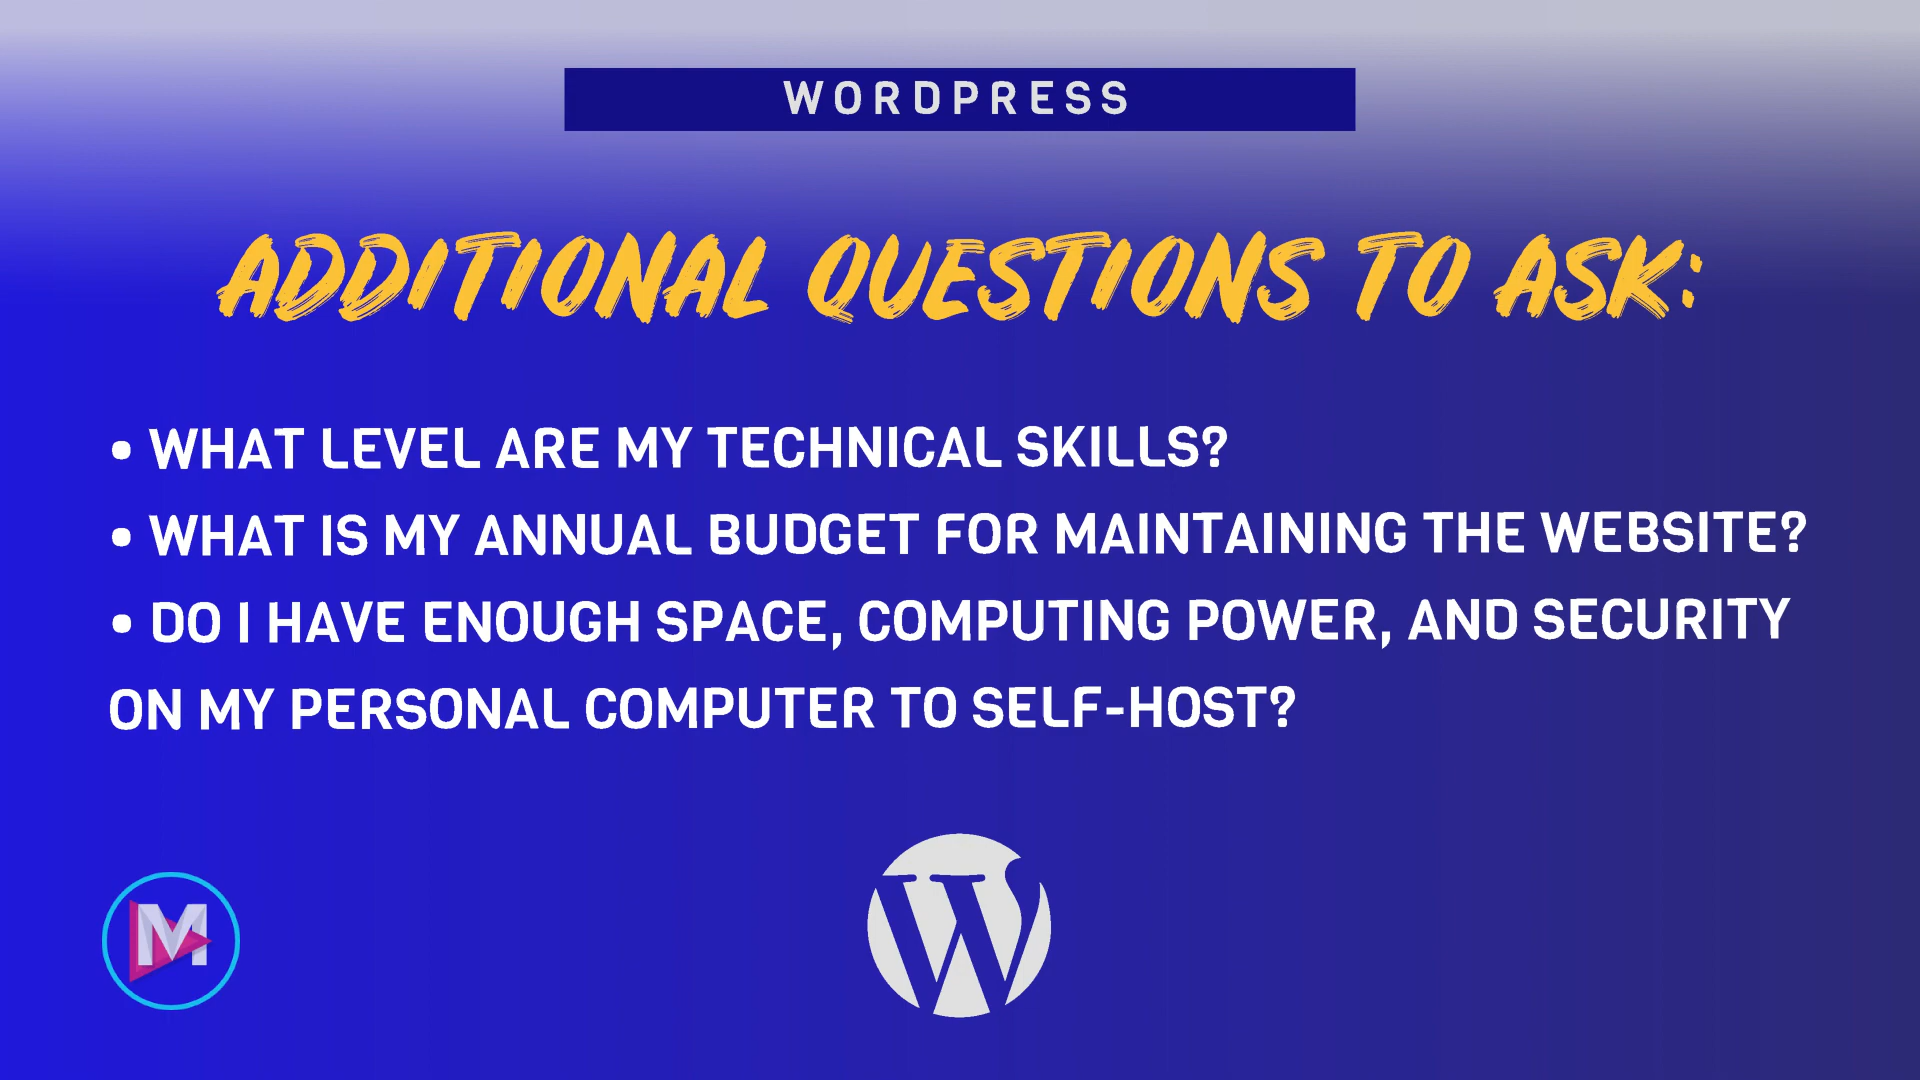 WORDPRESS
ADDITIONAL QUESTIONS TO ASK:
• WHAT LEVEL ARE MY TECHNICAL SKILLS?
• WHAT IS MY ANNUAL BUDGET FOR MAINTAINING THE WEBSITE?
• DO I HAVE ENOUGH SPACE, COMPUTING POWER, AND SECURITY
ON MY PERSONAL COMPUTER TO SELF-HOST?
W
M